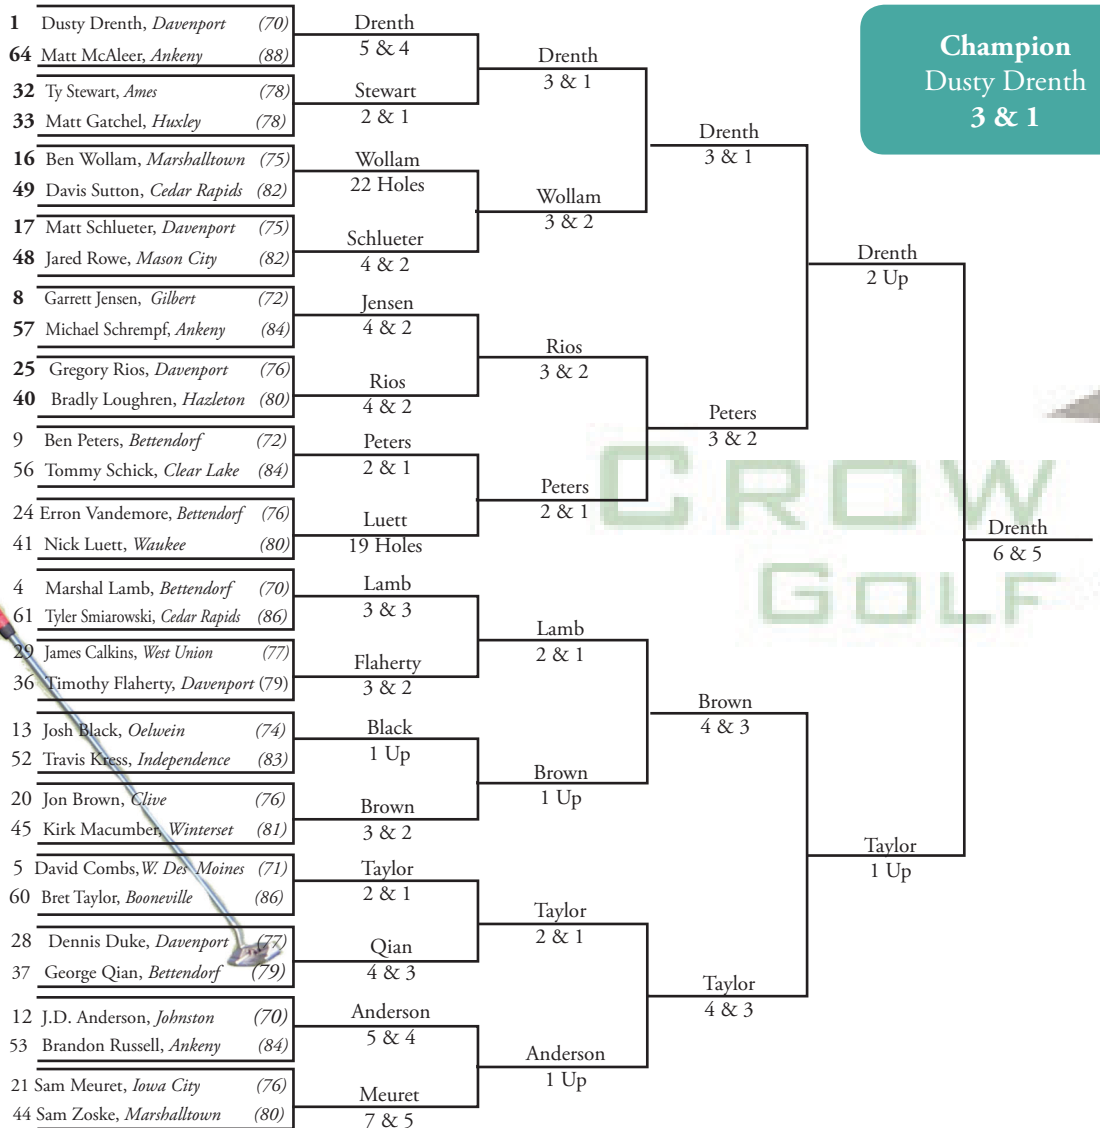 1 Dusty Drenth, Davenport (70)
64 Matt McAleer, Ankeny (88)
32 Ty Stewart, Ames (78)
33 Matt Gatchel, Huxley (78)
16 Ben Wollam, Marshalltown (75)
49 Davis Sutton, Cedar Rapids (82)
17 Matt Schlueter, Davenport (75)
48 Jared Rowe, Mason City (82)
8 Garrett Jensen, Gilbert (72)
57 Michael Schrempf, Ankeny (84)
25 Gregory Rios, Davenport (76)
40 Bradly Loughren, Hazleton (80)
9 Ben Peters, Bettendorf (72)
56 Tommy Schick, Clear Lake (84)
24 Erron Vandemore, Bettendorf (76)
41 Nick Luett, Waukee (80)
4 Marshal Lamb, Bettendorf (70)
61 Tyler Smiarowski, Cedar Rapids (86)
29 James Calkins, West Union (77)
36 Timothy Flaherty, Davenport (79)
13 Josh Black, Oelwein (74)
52 Travis Kress, Independence (83)
20 Jon Brown, Clive (76)
45 Kirk Macumber, Winterset (81)
5 David Combs, W. Des Moines (71)
60 Bret Taylor, Booneville (86)
28 Dennis Duke, Davenport (77)
37 George Qian, Bettendorf (79)
12 J.D. Anderson, Johnston (70)
53 Brandon Russell, Ankeny (84)
21 Sam Meuret, Iowa City (76)
44 Sam Zoske, Marshalltown (80)
Drenth
5 & 4
Stewart
2 & 1
Wollam
22 Holes
Schlueter
4 & 2
Jensen
4 & 2
Rios
4 & 2
Peters
2 & 1
Luett
19 Holes
Lamb
3 & 3
Flaherty
3 & 2
Black
1 Up
Brown
3 & 2
Taylor
2 & 1
Qian
4 & 3
Anderson
5 & 4
Meuret
7 & 5
Drenth
3 & 1
Wollam
3 & 2
Rios
3 & 2
Peters
2 & 1
Lamb
2 & 1
Brown
1 Up
Taylor
2 & 1
Anderson
1 Up
Drenth
3 & 1
Peters
3 & 2
Brown
4 & 3
Taylor
4 & 3
Drenth
2 Up
Taylor
1 Up
Drenth
6 & 5
Champion
Dusty Drenth
3 & 1
CROW
GOLF